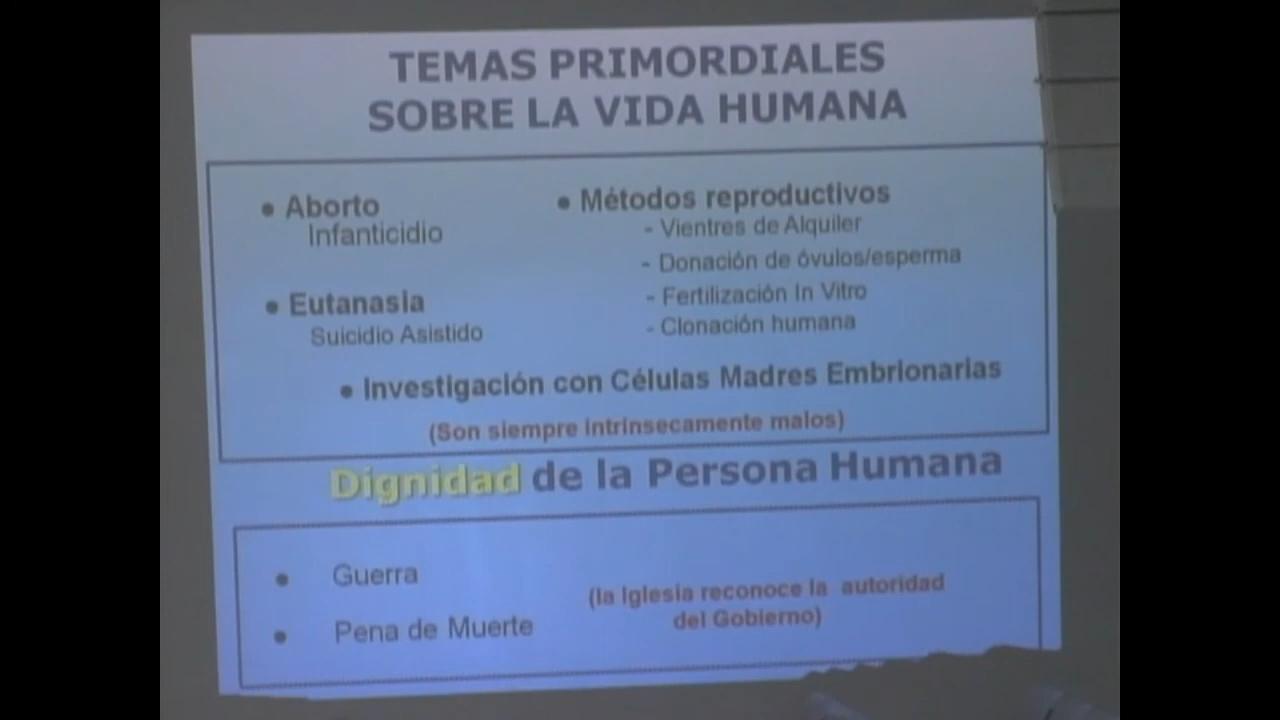 TEMAS PRIMORDIALES
SOBRE LA VIDA HUMANA
• Aborto
Infanticidio
• Eutanasia
Suicidio Asistido
• Métodos reproductivos
- Vientres de Alquiler
- Donación de óvulos/esperma
- Fertilización In Vitro
- Clonación humana
• Investigación con Células Madres Embrionarias
(Son siempre intrinsecamente malos)
Dignidad de la Persona Humana
• Guerra
• Pena de Muerte
(la Iglesia reconoce la autoridad
del Gobierno)